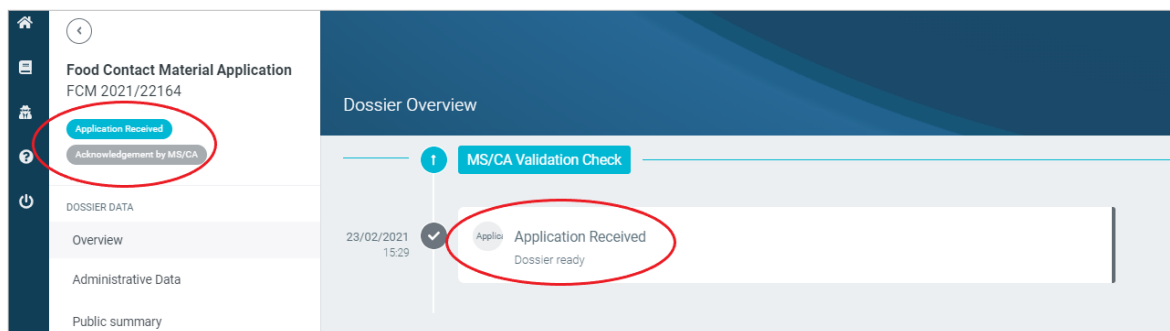 Food Contact Material Application
FCM 2021/22164
Application Received
Acknowledgement by MS/CA
DOSSIER DATA
Overview
Administrative Data
Public summary
Dossier Overview
MS/CA Validation Check
23/02/2021
15:29
Applic
Application Received
Dossier ready